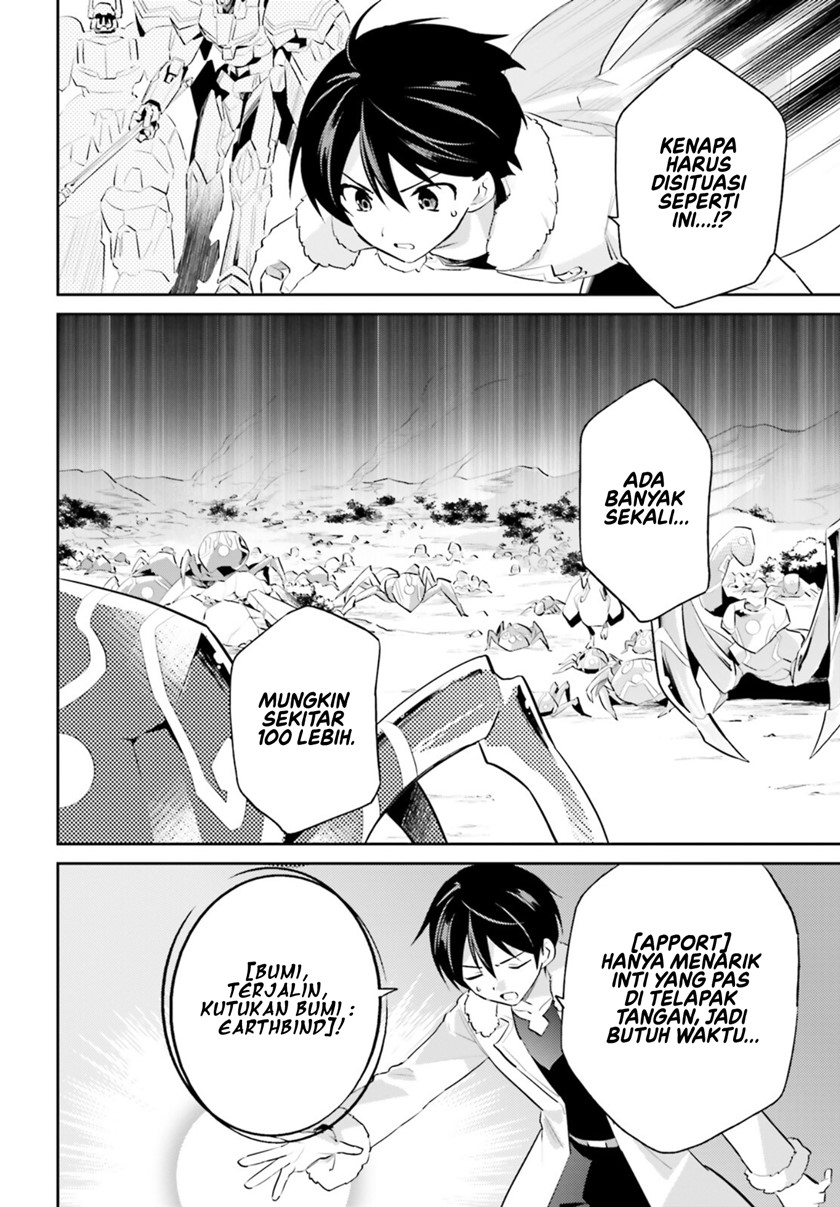 KENAPA
HARUS
DISITUASI
SEPERTI
INI...!?
ADA
BANYAK
SEKALI...
MUNGKIN
SEKITAR
100 LEBIH.
[APPORT]
HANYA MENARIK
INTI YANG PAS
DI TELAPAK
TANGAN, JADI
BUTUH WAKTU...
[BUMI,
TERJALIN,
KUTUKAN BUMI :
EARTHBIND]!